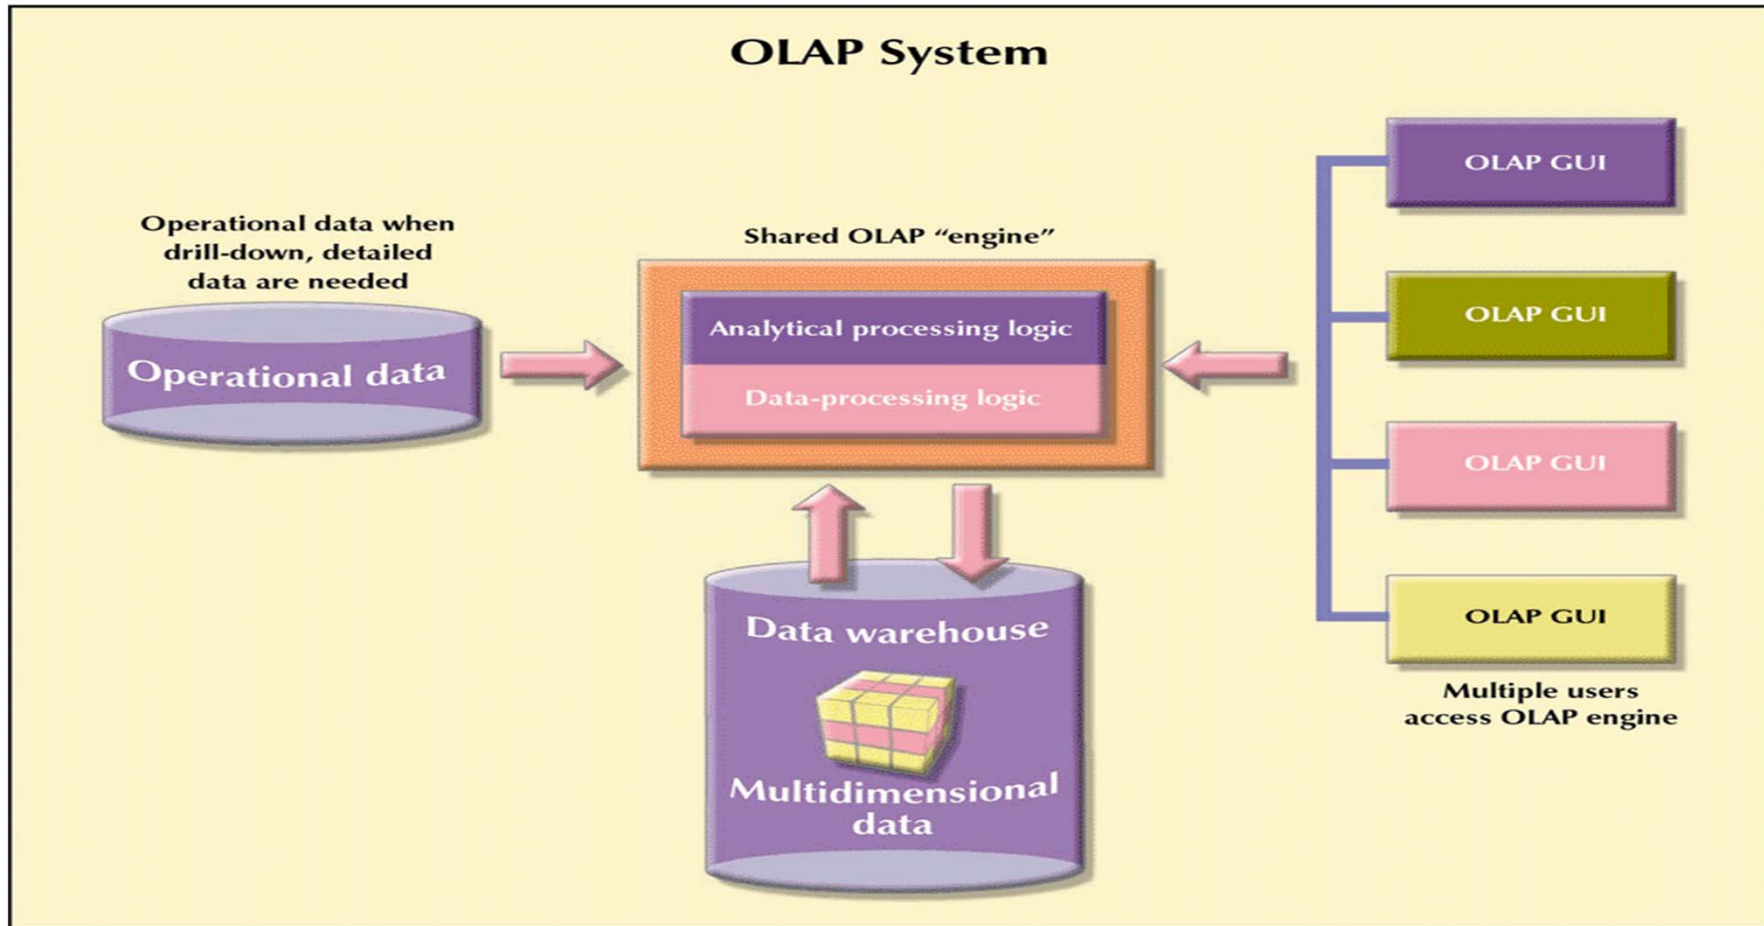 OLAP System
Operational data when
drill-down, detailed
data are needed
Operational data
Shared OLAP “engine”
Analytical processing logic
Data-processing logic
Data warehouse
Multidimensional
data
OLAP GUI
OLAP GUI
OLAP GUI
OLAP GUI
Multiple users
access OLAP engine